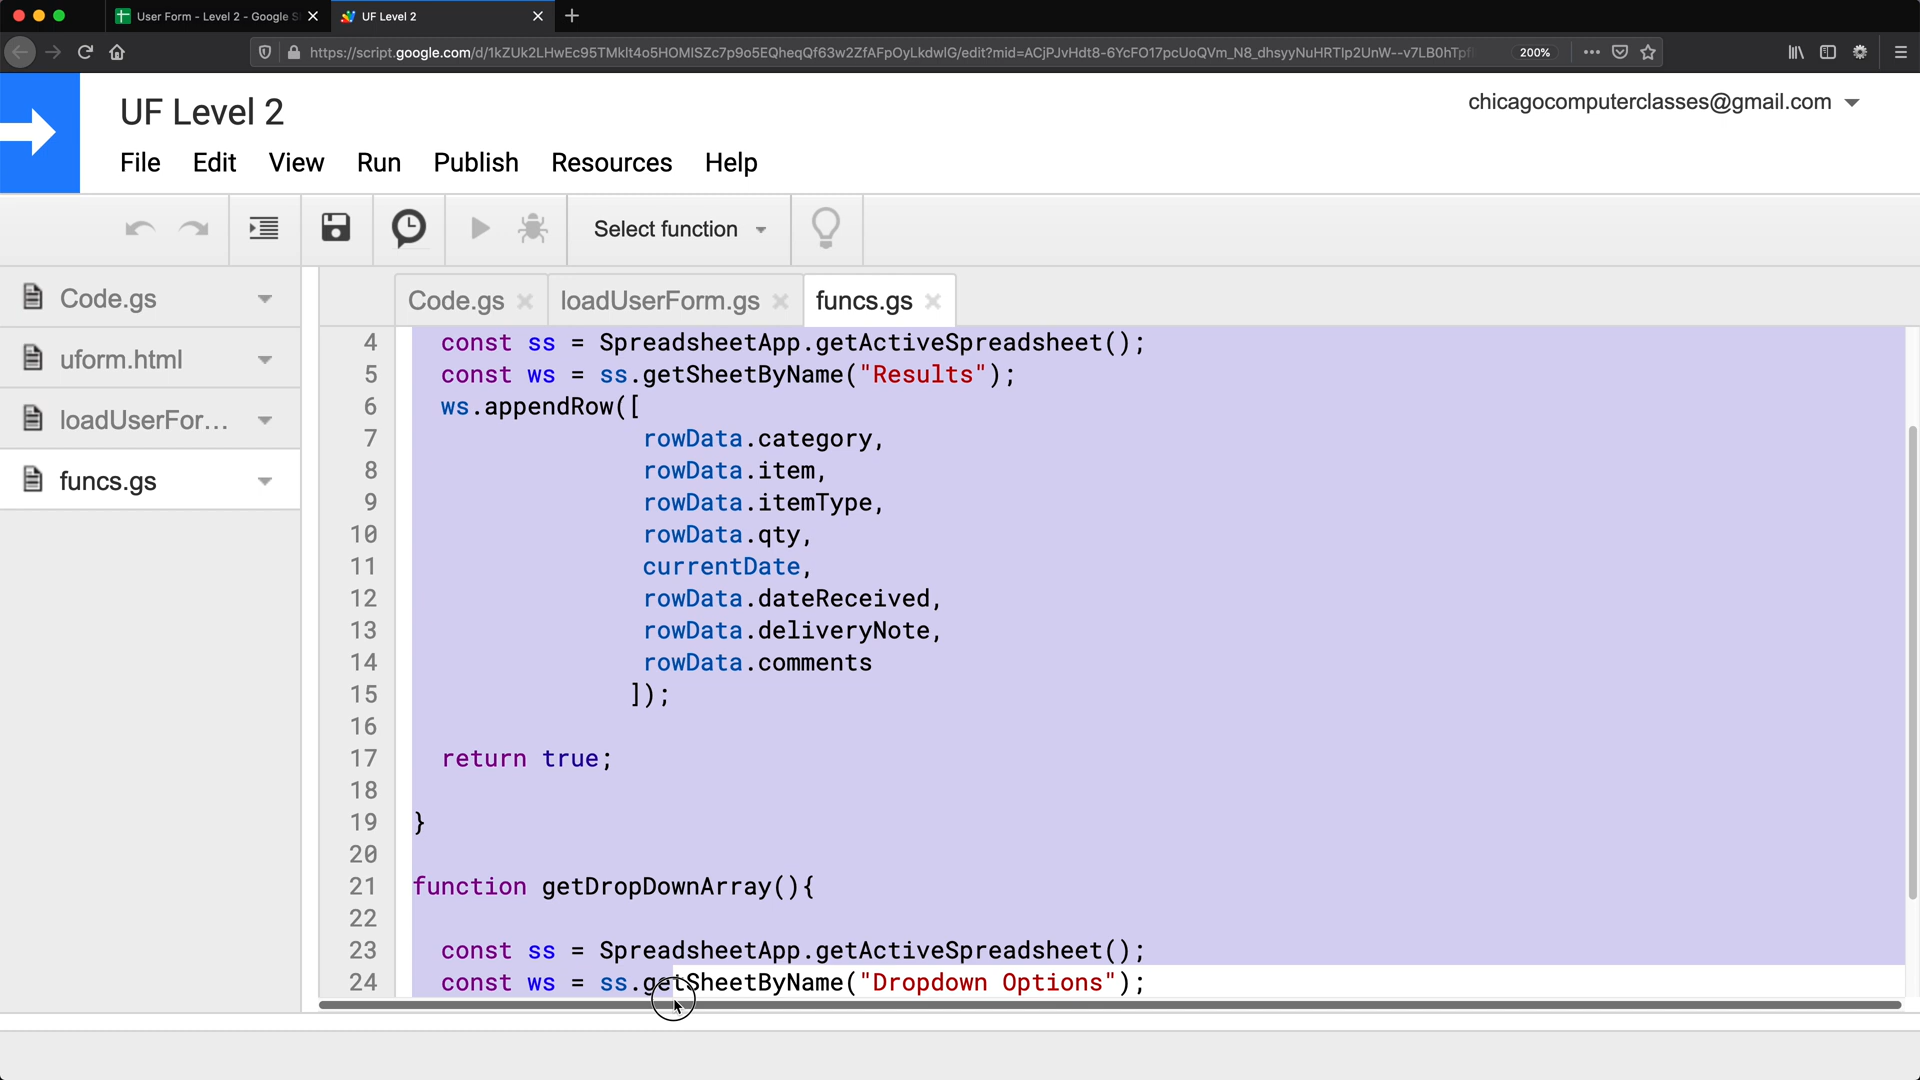 User Form - Level 2 - Google S
UF Level 2
https://script.google.com/d/1kZUk2LHwEc95TMklt4o5HOMISZc7p9o5EQheqQf63w2ZfAFpOyLkdwlG/edit?mid=ACjPJvHdt8-6YcFO17pcUoQVm_N8_dhsyyNuHRTIp2UnW--v7LB0hTpf
200%
UF Level 2
chicagocomputerclasses@gmail.com
File Edit View Run Publish Resources Help
Select function
Code.gs
uform.html
loadUserFor...
funcs.gs
Code.gs loadUserForm.gs funcs.gs
4 const ss = SpreadsheetApp.getActiveSpreadsheet();
5 const ws = ss.getSheetByName("Results");
6 ws.appendRow([
7 rowData.category,
8 rowData.item,
9 rowData.itemType,
10 rowData.qty,
11 currentDate,
12 rowData.dateReceived,
13 rowData.deliveryNote,
14 rowData.comments
15 ]);
16
17 return true;
18
19 }
20
21 function getDropDownArray(){
22
23 const ss = SpreadsheetApp.getActiveSpreadsheet();
24 const ws = ss.getSheetByName("Dropdown Options");